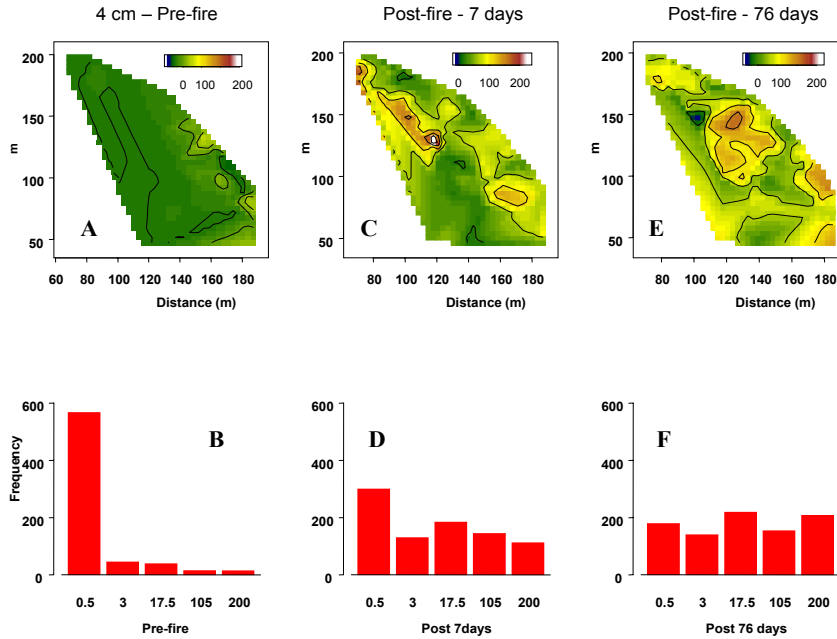 4 cm – Pre-fire
Post-fire - 7 days
Post-fire - 76 days
200
150
100
50
m
0 100 200
A
60 80 100 120 140 160 180
Distance (m)
200
150
100
50
m
0 100 200
C
80 100 120 140 160 180
Distance (m)
200
150
100
50
m
0 100 200
E
80 100 120 140 160 180
Distance (m)
600
400
200
0
Frequency
B
0.5 3 17.5 105 200
Pre-fire
600
400
200
0
D
0.5 3 17.5 105 200
Post 7days
600
400
200
0
F
0.5 3 17.5 105 200
Post 76 days